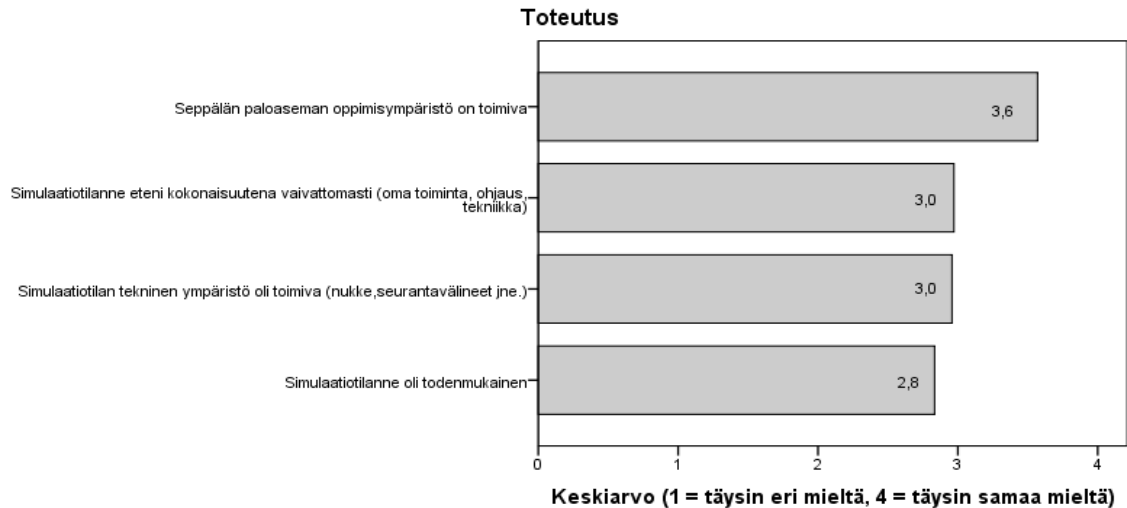 Toteutus
Seppälän paloaseman oppimisympäristö on toimiva
3,6
Simulaatiotilanne eteni kokonaisuutena vaivattomasti (oma toiminta, ohjaus,
tekniikka)
3,0
Simulaatiotilan tekninen ympäristö oli toimiva (nukke,seurantavälineet jne.)
3,0
Simulaatiotilanne oli todenmukainen
2,8
0 1 2 3 4
Keskiarvo (1 = täysin eri mieltä, 4 = täysin samaa mieltä)